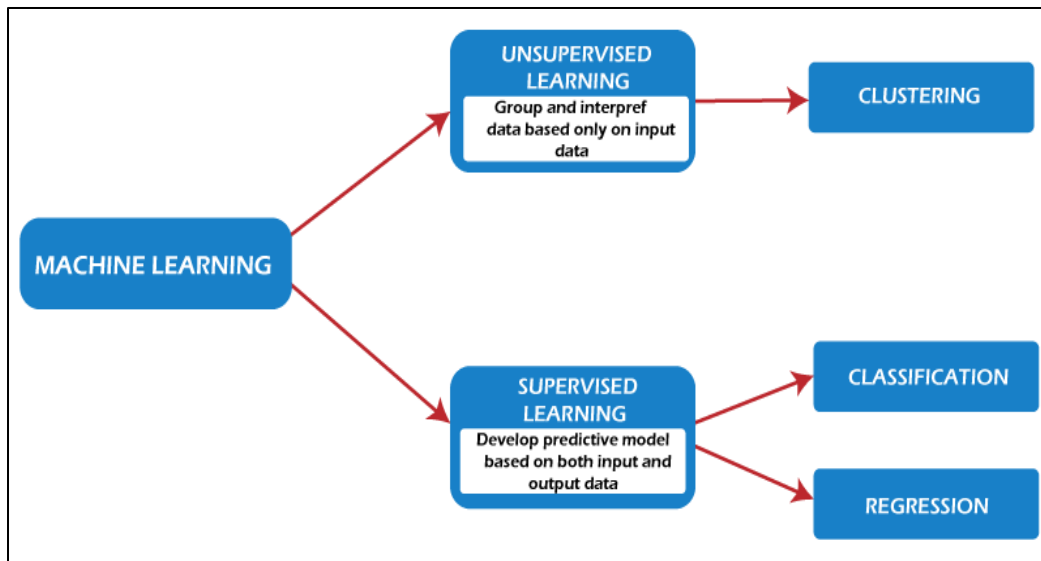 UNSUPERVISED
LEARNING
Group and interpref
data based only on input
data
CLUSTERING
MACHINE LEARNING
SUPERVISED
LEARNING
Develop predictive model
based on both input and
output data
CLASSIFICATION
REGRESSION